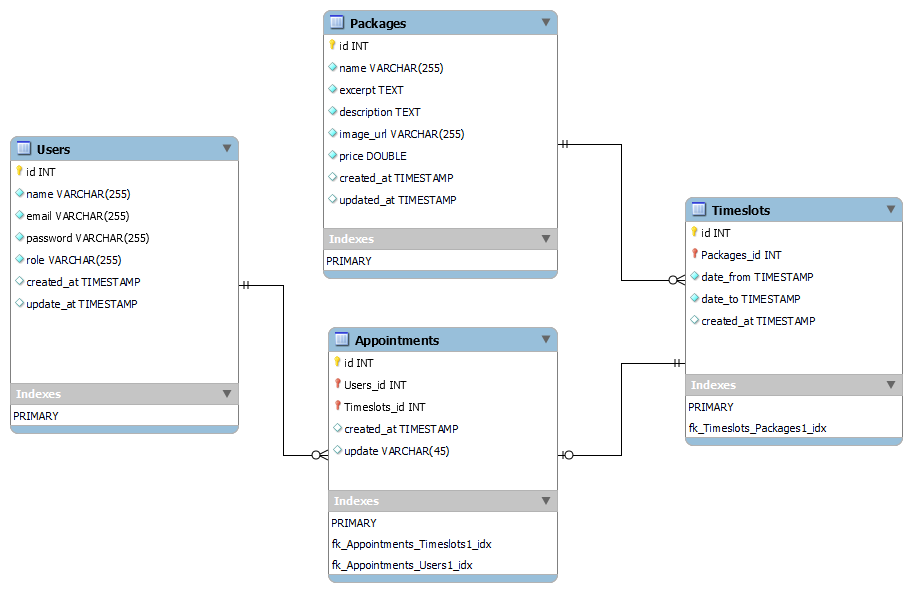 Packages
id INT
name VARCHAR(255)
excerpt TEXT
description TEXT
image_url VARCHAR(255)
price DOUBLE
created_at TIMESTAMP
updated_at TIMESTAMP
Indexes
PRIMARY
Users
id INT
name VARCHAR(255)
email VARCHAR(255)
password VARCHAR(255)
role VARCHAR(255)
created_at TIMESTAMP
update_at TIMESTAMP
Indexes
PRIMARY
Timeslots
id INT
Packages_id INT
date_from TIMESTAMP
date_to TIMESTAMP
created_at TIMESTAMP
Indexes
PRIMARY
fk_Timeslots_Packages1_idx
Appointments
id INT
Users_id INT
Timeslots_id INT
created_at TIMESTAMP
update VARCHAR(45)
Indexes
PRIMARY
fk_Appointments_Timeslots1_idx
fk_Appointments_Users1_idx